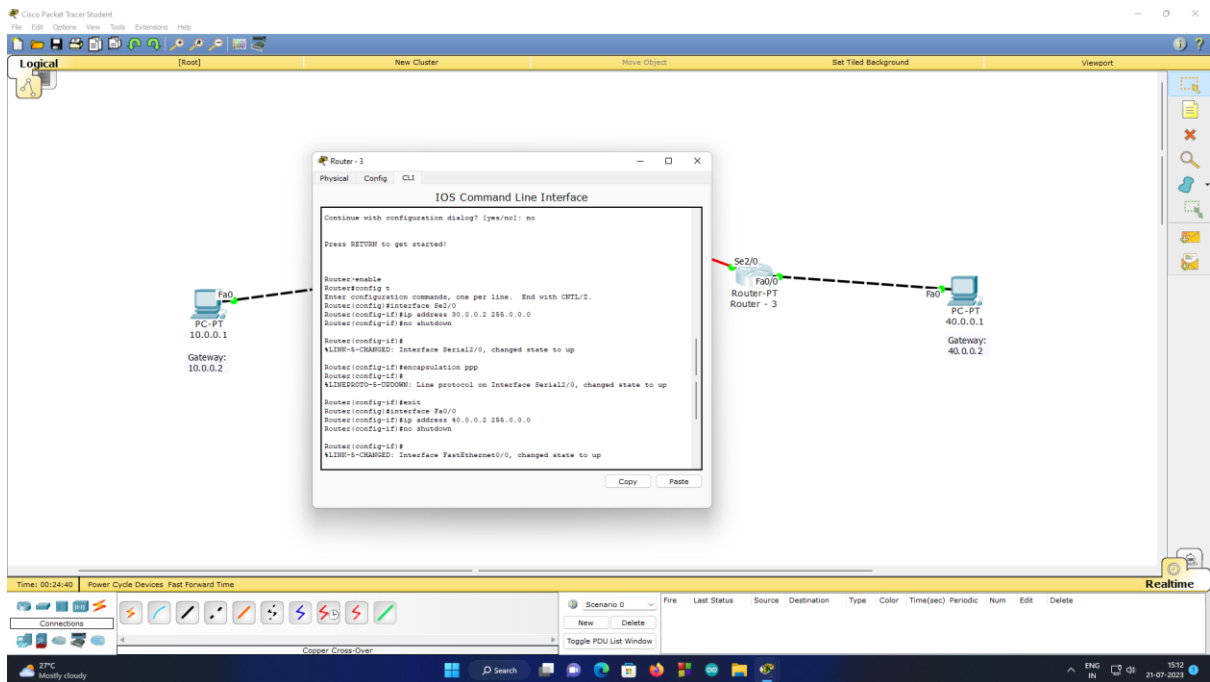 Cisco Packet Tracer Student
File Edit Options View Tools Extensions Help
Logical [Root] New Cluster Move Object Set Tiled Background Viewport
Router - 3
Physical Config CLI
IOS Command Line Interface
Continue with configuration dialog? [yes/no]: no
Press RETURN to get started!
Router>enable
Router#config t
Enter configuration commands, one per line. End with CNTL/Z.
Router(config)#interface Se2/0
Router(config-if)#ip address 30.0.0.2 255.0.0.0
Router(config-if)#no shutdown
Router(config-if)#
%LINK-5-CHANGED: Interface Serial2/0, changed state to up
Router(config-if)#encapsulation ppp
Router(config-if)#
%LINEPROTO-5-UPDOWN: Line protocol on Interface Serial2/0, changed state to up
Router(config-if)#exit
Router(config)#interface Fa0/0
Router(config-if)#ip address 40.0.0.2 255.0.0.0
Router(config-if)#no shutdown
Router(config-if)#
%LINK-5-CHANGED: Interface FastEthernet0/0, changed state to up
Copy Paste
Fa0
PC-PT
10.0.0.1
Gateway:
10.0.0.2
Se2/0
Fa0/0
Router-PT
Router - 3
Fa0
PC-PT
40.0.0.1
Gateway:
40.0.0.2
Time: 00:24:40 Power Cycle Devices Fast Forward Time Realtime
Connections
Copper Cross-Over
Scenario 0
New Delete
Toggle PDU List Window
Fire Last Status Source Destination Type Color Time(sec) Periodic Num Edit Delete
27°C
Mostly cloudy
Search
ENG
IN
15:12
21-07-2023